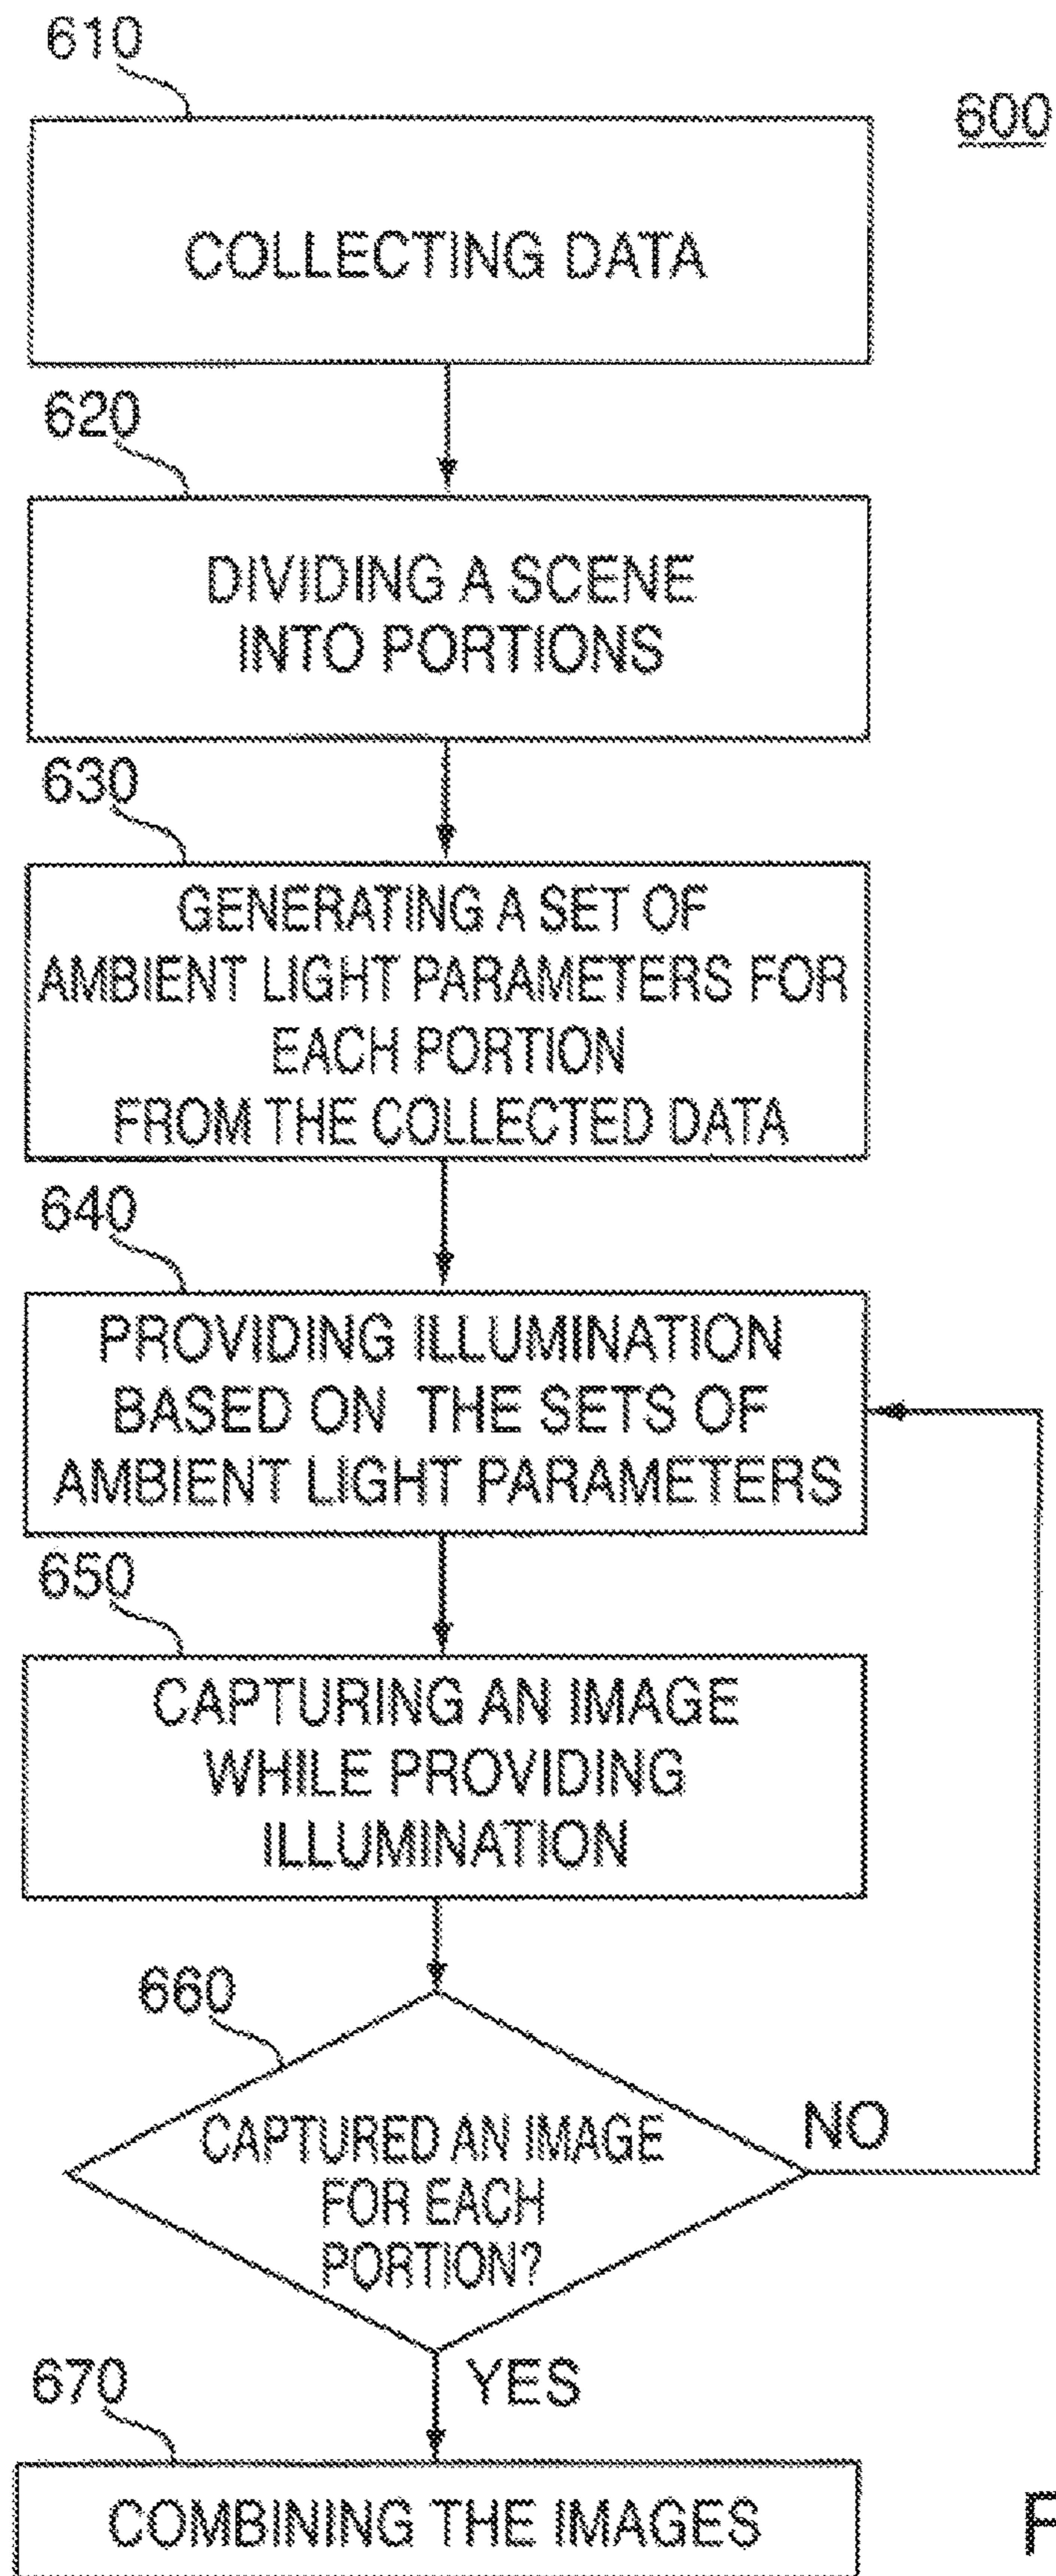 610
600
COLLECTING DATA
620
DIVIDING A SCENE
INTO PORTIONS
630
GENERATING A SET OF
AMBIENT LIGHT PARAMETERS FOR
EACH PORTION
FROM THE COLLECTED DATA
640
PROVIDING ILLUMINATION
BASED ON THE SETS OF
AMBIENT LIGHT PARAMETERS
650
CAPTURING AN IMAGE
WHILE PROVIDING
ILLUMINATION
660
CAPTURED AN IMAGE
FOR EACH
PORTION?
NO
YES
670
COMBINING THE IMAGES